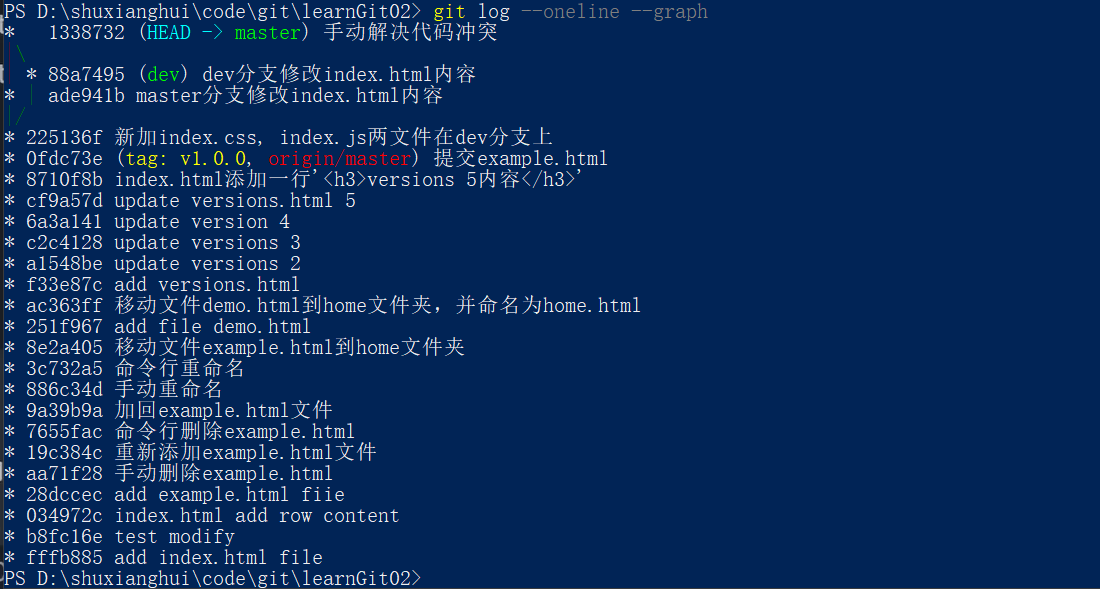 PS D:\shuxianghui\code\git\learnGit02> git log --oneline --graph
*   1338732 (HEAD -> master) 手动解决代码冲突
|\
| * 88a7495 (dev) dev分支修改index.html内容
* | ade941b master分支修改index.html内容
|/
* 225136f 新加index.css, index.js两文件在dev分支上
* 0fdc73e (tag: v1.0.0, origin/master) 提交example.html
* 8710f8b index.html添加一行'<h3>versions 5内容</h3>'
* cf9a57d update versions.html 5
* 6a3a141 update version 4
* c2c4128 update versions 3
* a1548be update versions 2
* f33e87c add versions.html
* ac363ff 移动文件demo.html到home文件夹，并命名为home.html
* 251f967 add file demo.html
* 8e2a405 移动文件example.html到home文件夹
* 3c732a5 命令行重命名
* 886c34d 手动重命名
* 9a39b9a 加回example.html文件
* 7655fac 命令行删除example.html
* 19c384c 重新添加example.html文件
* aa71f28 手动删除example.html
* 28dccec add example.html fiie
* 034972c index.html add row content
* b8fc16e test modify
* fffb885 add index.html file
PS D:\shuxianghui\code\git\learnGit02>